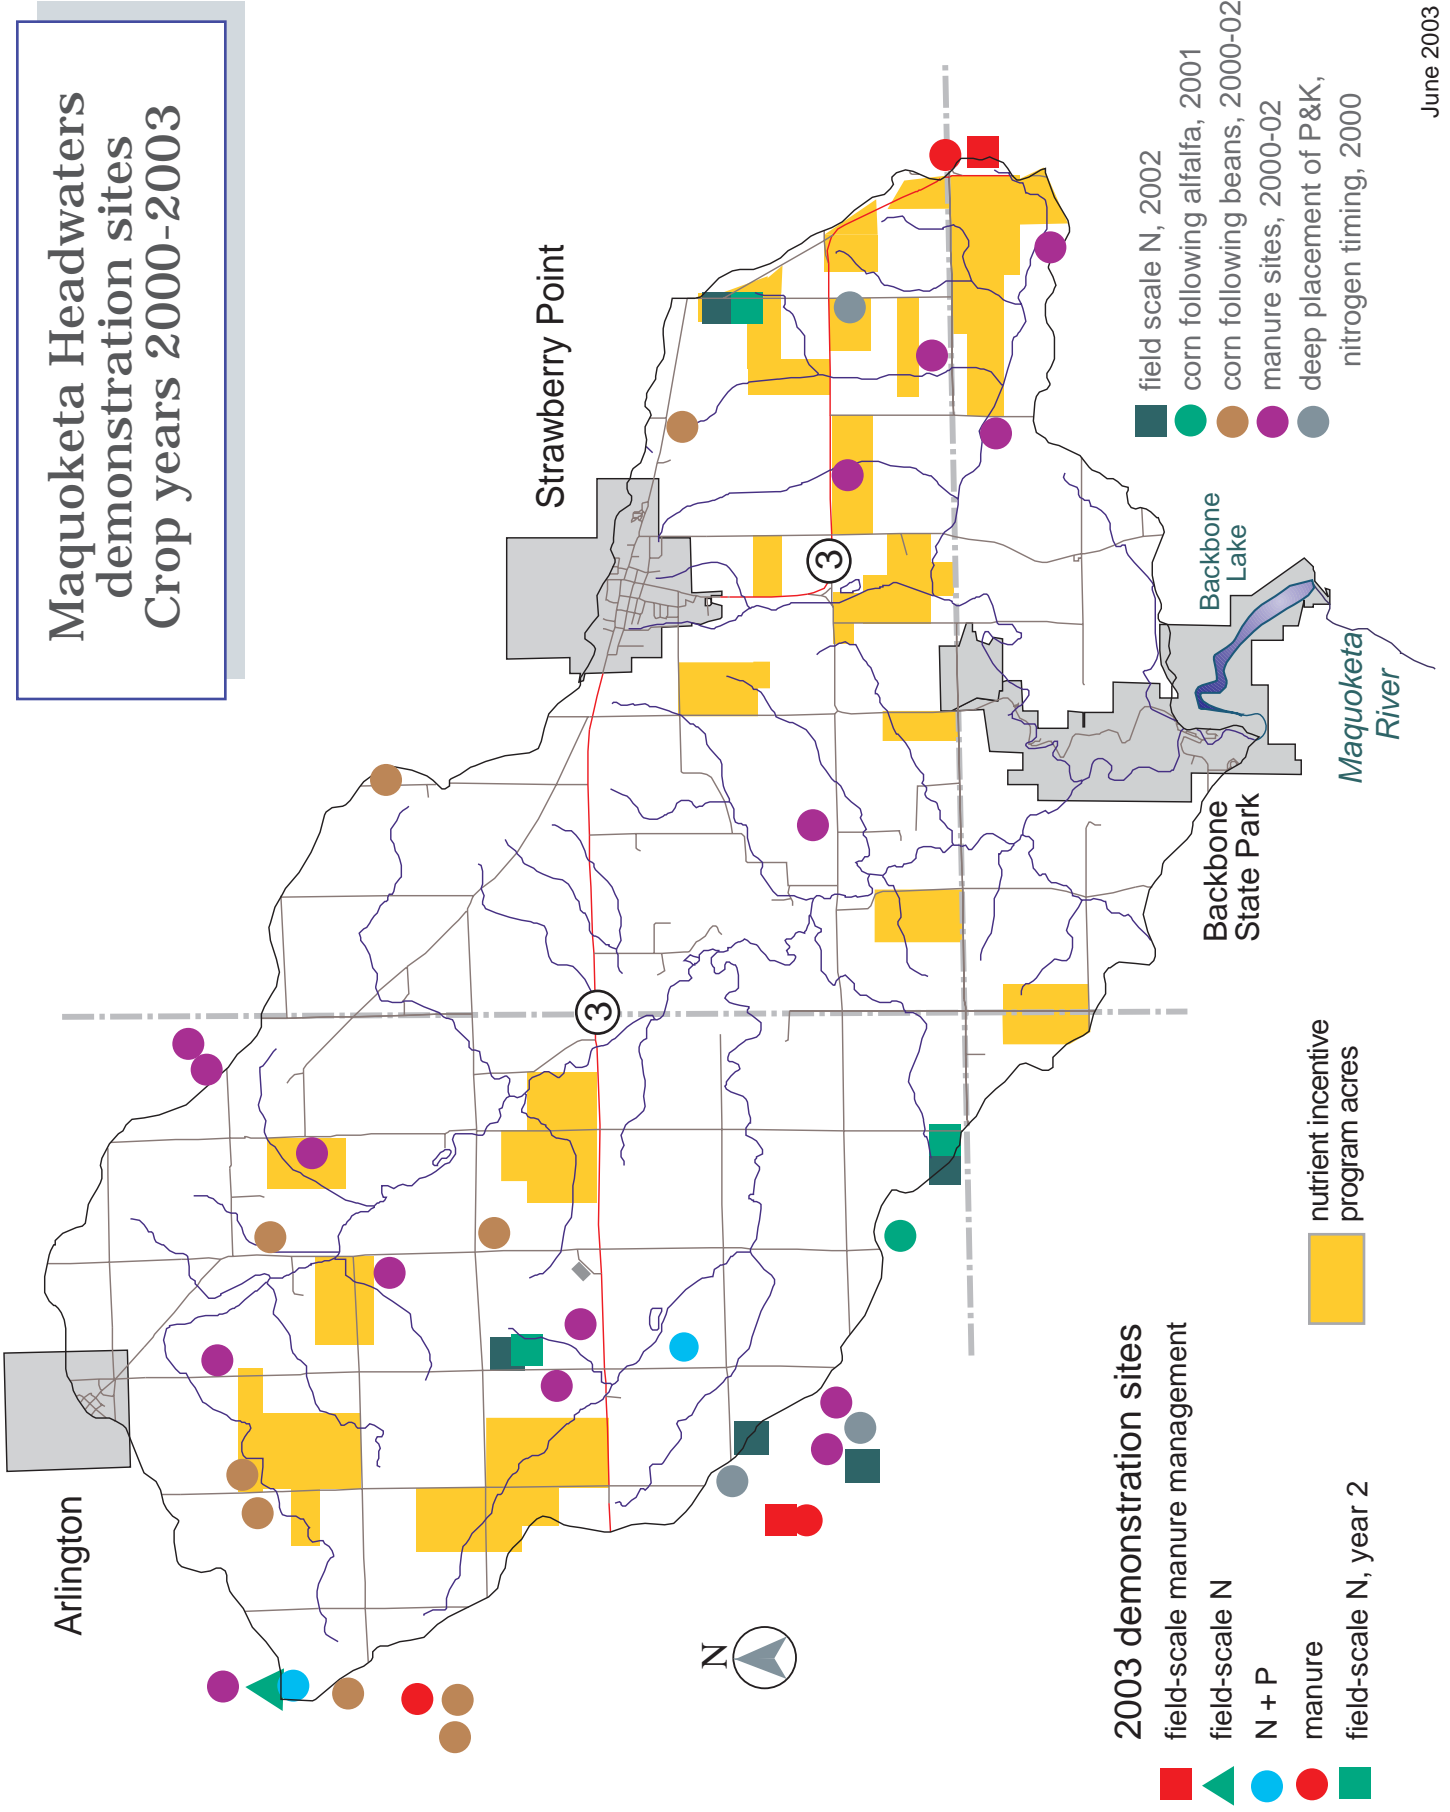 Maquoketa Headwaters
demonstration sites
Crop years 2000-2003
Arlington
Strawberry Point
3
3
Backbone
Lake
Maquoketa
River
Backbone
State Park
N
2003 demonstration sites
field-scale manure management
field-scale N
N + P
manure
field-scale N, year 2
nutrient incentive
program acres
field scale N, 2002
corn following alfalfa, 2001
corn following beans, 2000-02
manure sites, 2000-02
deep placement of P&K,
nitrogen timing, 2000
June 2003